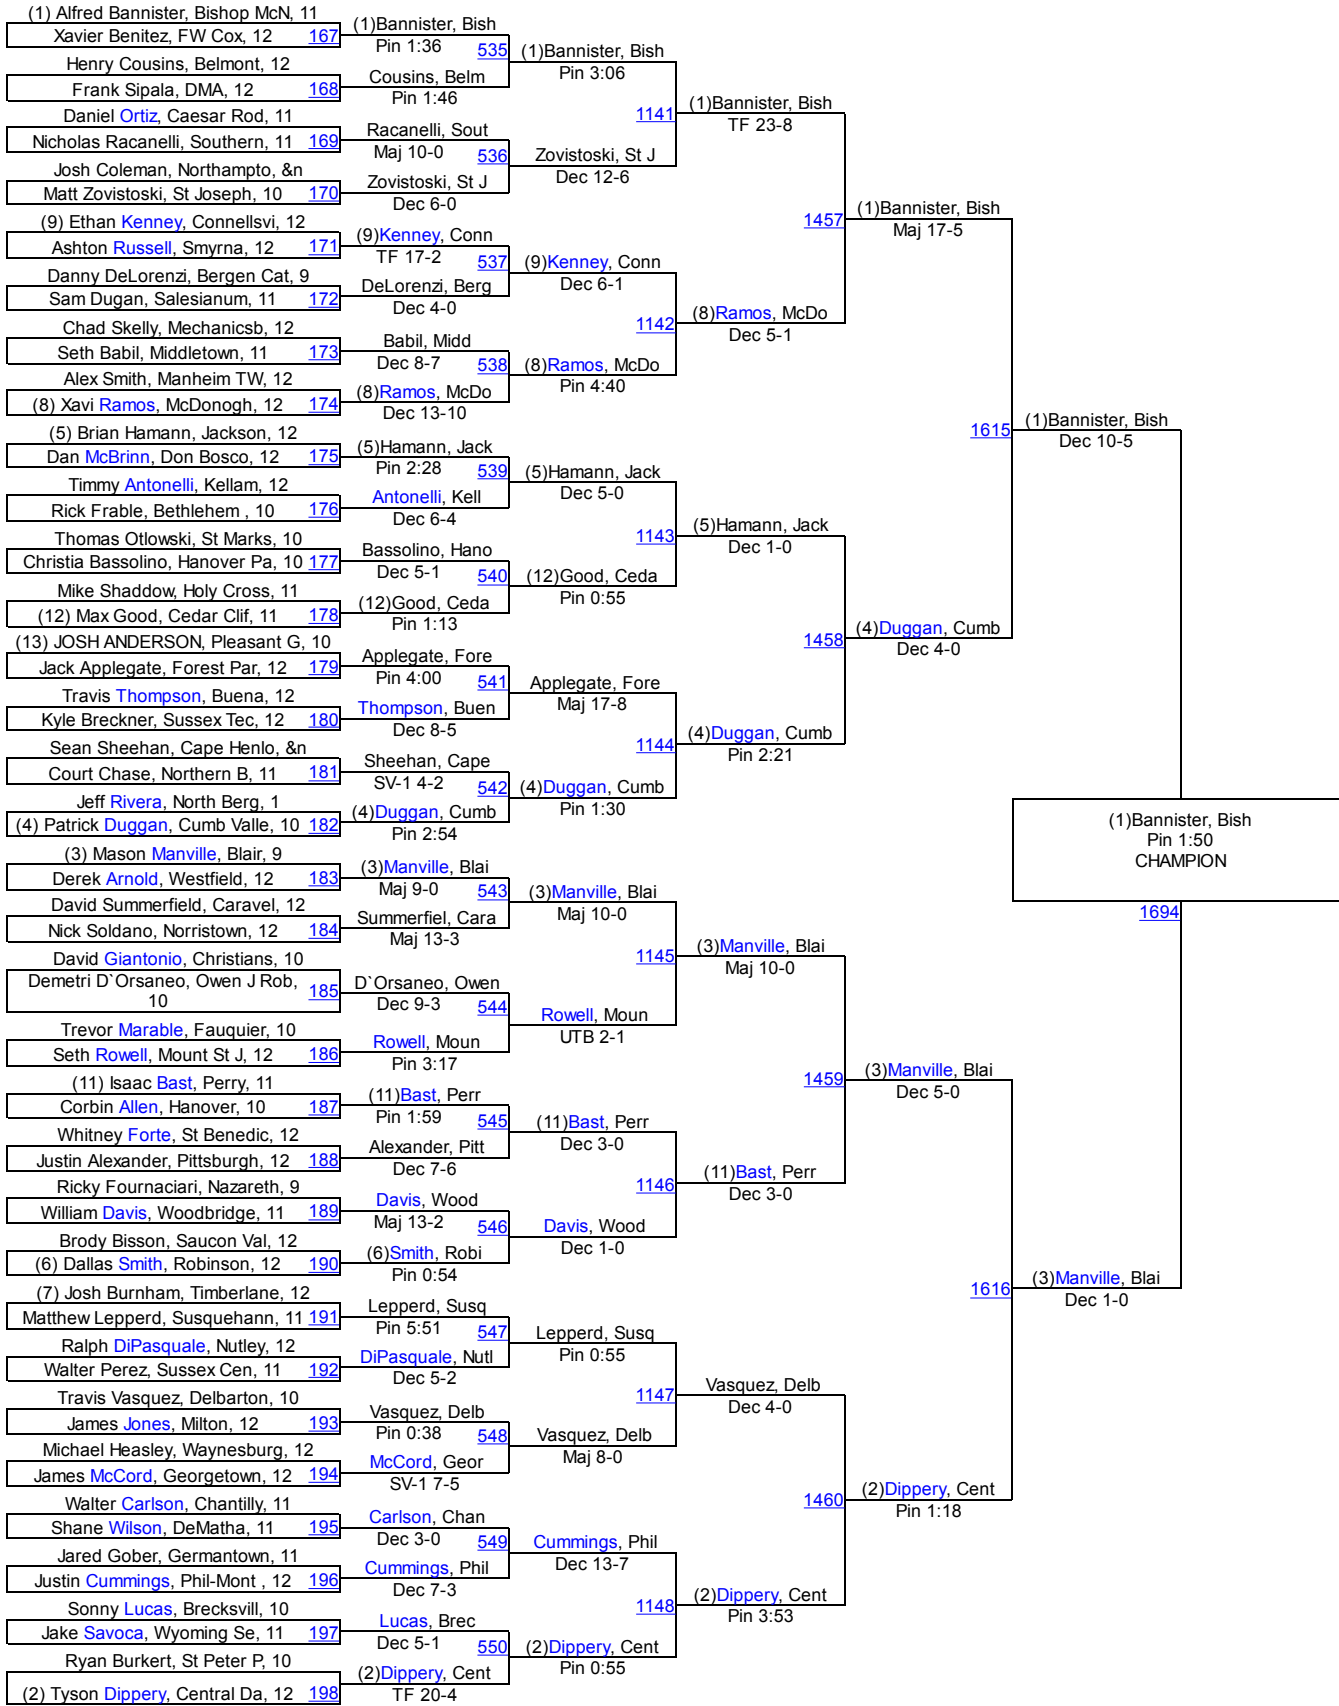 (1) Alfred Bannister, Bishop McN, 11
Xavier Benitez, FW Cox, 12 167
Henry Cousins, Belmont, 12
Frank Sipala, DMA, 12 168
Daniel Ortiz, Caesar Rod, 11
Nicholas Racanelli, Southern, 11 169
Josh Coleman, Northampto, &n
Matt Zovistoski, St Joseph, 10 170
(9) Ethan Kenney, Connellsvi, 12
Ashton Russell, Smyrna, 12 171
Danny DeLorenzi, Bergen Cat, 9
Sam Dugan, Salesianum, 11 172
Chad Skelly, Mechanicsb, 12
Seth Babil, Middletown, 11 173
Alex Smith, Manheim TW, 12
(8) Xavi Ramos, McDonogh, 12 174
(5) Brian Hamann, Jackson, 12
Dan McBrinn, Don Bosco, 12 175
Timmy Antonelli, Kellam, 12
Rick Frable, Bethlehem , 10 176
Thomas Otlowski, St Marks, 10
Christia Bassolino, Hanover Pa, 10 177
Mike Shaddow, Holy Cross, 11
(12) Max Good, Cedar Clif, 11 178
(13) JOSH ANDERSON, Pleasant G, 10
Jack Applegate, Forest Par, 12 179
Travis Thompson, Buena, 12
Kyle Breckner, Sussex Tec, 12 180
Sean Sheehan, Cape Henlo, &n
Court Chase, Northern B, 11 181
Jeff Rivera, North Berg, 1
(4) Patrick Duggan, Cumb Valle, 10 182
(3) Mason Manville, Blair, 9
Derek Arnold, Westfield, 12 183
David Summerfield, Caravel, 12
Nick Soldano, Norristown, 12 184
David Giantonio, Christians, 10
Demetri D`Orsaneo, Owen J Rob,
10 185
Trevor Marable, Fauquier, 10
Seth Rowell, Mount St J, 12 186
(11) Isaac Bast, Perry, 11
Corbin Allen, Hanover, 10 187
Whitney Forte, St Benedic, 12
Justin Alexander, Pittsburgh, 12 188
Ricky Fournaciari, Nazareth, 9
William Davis, Woodbridge, 11 189
Brody Bisson, Saucon Val, 12
(6) Dallas Smith, Robinson, 12 190
(7) Josh Burnham, Timberlane, 12
Matthew Lepperd, Susquehann, 11 191
Ralph DiPasquale, Nutley, 12
Walter Perez, Sussex Cen, 11 192
Travis Vasquez, Delbarton, 10
James Jones, Milton, 12 193
Michael Heasley, Waynesburg, 12
James McCord, Georgetown, 12 194
Walter Carlson, Chantilly, 11
Shane Wilson, DeMatha, 11 195
Jared Gober, Germantown, 11
Justin Cummings, Phil-Mont , 12 196
Sonny Lucas, Brecksvill, 10
Jake Savoca, Wyoming Se, 11 197
Ryan Burkert, St Peter P, 10
(2) Tyson Dippery, Central Da, 12 198
(1)Bannister, Bish
Pin 1:36
535
Cousins, Belm
Pin 1:46
Racanelli, Sout
Maj 10-0
536
Zovistoski, St J
Dec 6-0
(9)Kenney, Conn
TF 17-2
537
DeLorenzi, Berg
Dec 4-0
Babil, Midd
Dec 8-7
538
(8)Ramos, McDo
Dec 13-10
(5)Hamann, Jack
Pin 2:28
539
Antonelli, Kell
Dec 6-4
Bassolino, Hano
Dec 5-1
540
(12)Good, Ceda
Pin 1:13
Applegate, Fore
Pin 4:00
541
Thompson, Buen
Dec 8-5
Sheehan, Cape
SV-1 4-2
542
(4)Duggan, Cumb
Pin 2:54
(3)Manville, Blai
Maj 9-0
543
Summerfiel, Cara
Maj 13-3
D`Orsaneo, Owen
Dec 9-3
544
Rowell, Moun
Pin 3:17
(11)Bast, Perr
Pin 1:59
545
Alexander, Pitt
Dec 7-6
Davis, Wood
Maj 13-2
546
(6)Smith, Robi
Pin 0:54
Lepperd, Susq
Pin 5:51
547
DiPasquale, Nutl
Dec 5-2
Vasquez, Delb
Pin 0:38
548
McCord, Geor
SV-1 7-5
Carlson, Chan
Dec 3-0
549
Cummings, Phil
Dec 7-3
Lucas, Brec
Dec 5-1
550
(2)Dippery, Cent
TF 20-4
(1)Bannister, Bish
Pin 3:06
1141
Zovistoski, St J
Dec 12-6
(9)Kenney, Conn
Dec 6-1
1142
(8)Ramos, McDo
Pin 4:40
(5)Hamann, Jack
Dec 5-0
1143
(12)Good, Ceda
Pin 0:55
Applegate, Fore
Maj 17-8
1144
(4)Duggan, Cumb
Pin 1:30
(3)Manville, Blai
Maj 10-0
1145
Rowell, Moun
UTB 2-1
(11)Bast, Perr
Dec 3-0
1146
Davis, Wood
Dec 1-0
Lepperd, Susq
Pin 0:55
1147
Vasquez, Delb
Maj 8-0
Cummings, Phil
Dec 13-7
1148
(2)Dippery, Cent
Pin 0:55
(1)Bannister, Bish
TF 23-8
1457
(8)Ramos, McDo
Dec 5-1
(5)Hamann, Jack
Dec 1-0
1458
(4)Duggan, Cumb
Pin 2:21
(3)Manville, Blai
Maj 10-0
1459
(11)Bast, Perr
Dec 3-0
Vasquez, Delb
Dec 4-0
1460
(2)Dippery, Cent
Pin 3:53
(1)Bannister, Bish
Maj 17-5
1615
(4)Duggan, Cumb
Dec 4-0
(3)Manville, Blai
Dec 5-0
1616
(2)Dippery, Cent
Pin 1:18
(1)Bannister, Bish
Dec 10-5
(1)Bannister, Bish
Pin 1:50
CHAMPION
1694
(3)Manville, Blai
Dec 1-0